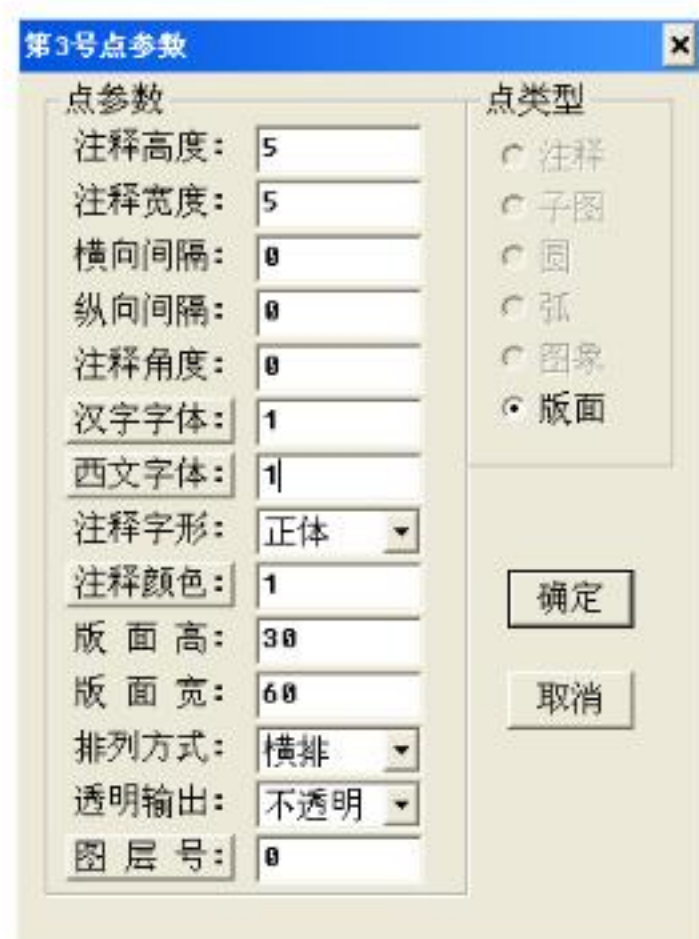 第3号点参数
点参数
注释高度: 5
注释宽度: 5
横向间隔: 0
纵向间隔: 0
注释角度: 0
汉字字体: 1
西文字体: 1
注释字形: 正体
注释颜色: 1
版面高: 30
版面宽: 60
排列方式: 横排
透明输出: 不透明
图层号: 0
点类型
注释
子图
圆
弧
图象
版面
确定
取消